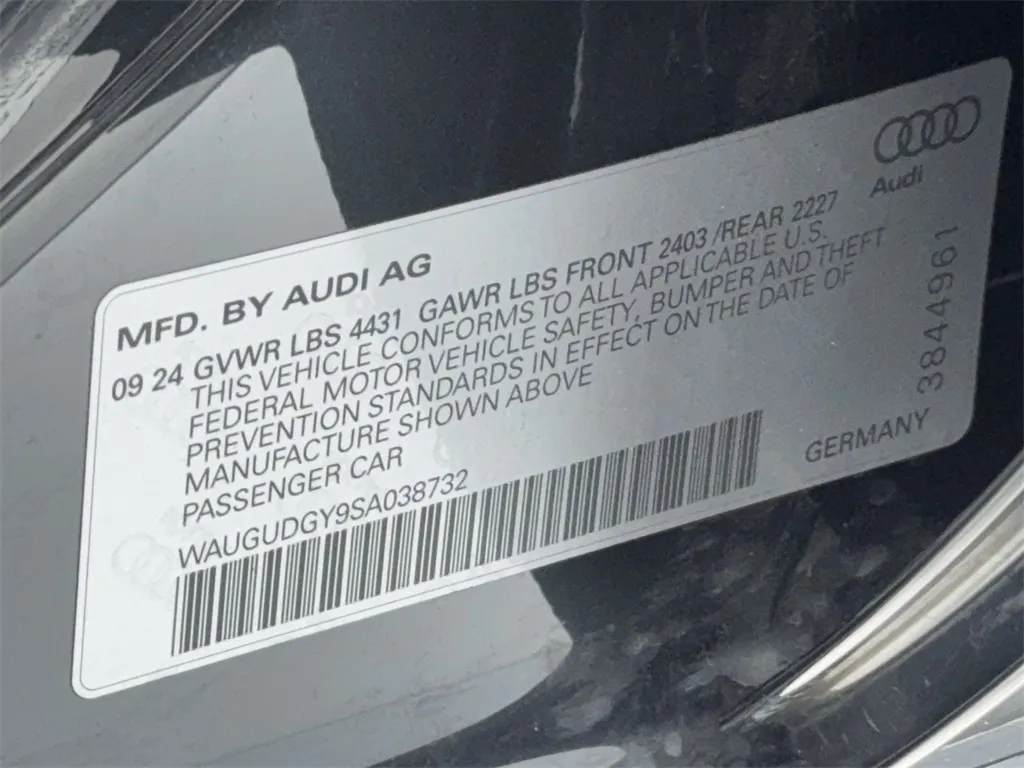 Audi
MFD. BY AUDI AG
09 24 GVWR LBS 4431 GAWR LBS FRONT 2403 /REAR 2227
THIS VEHICLE CONFORMS TO ALL APPLICABLE U.S.
FEDERAL MOTOR VEHICLE SAFETY, BUMPER AND THEFT
PREVENTION STANDARDS IN EFFECT ON THE DATE OF
MANUFACTURE SHOWN ABOVE
PASSENGER CAR
WAUGUDGY9SA038732
GERMANY
3844961